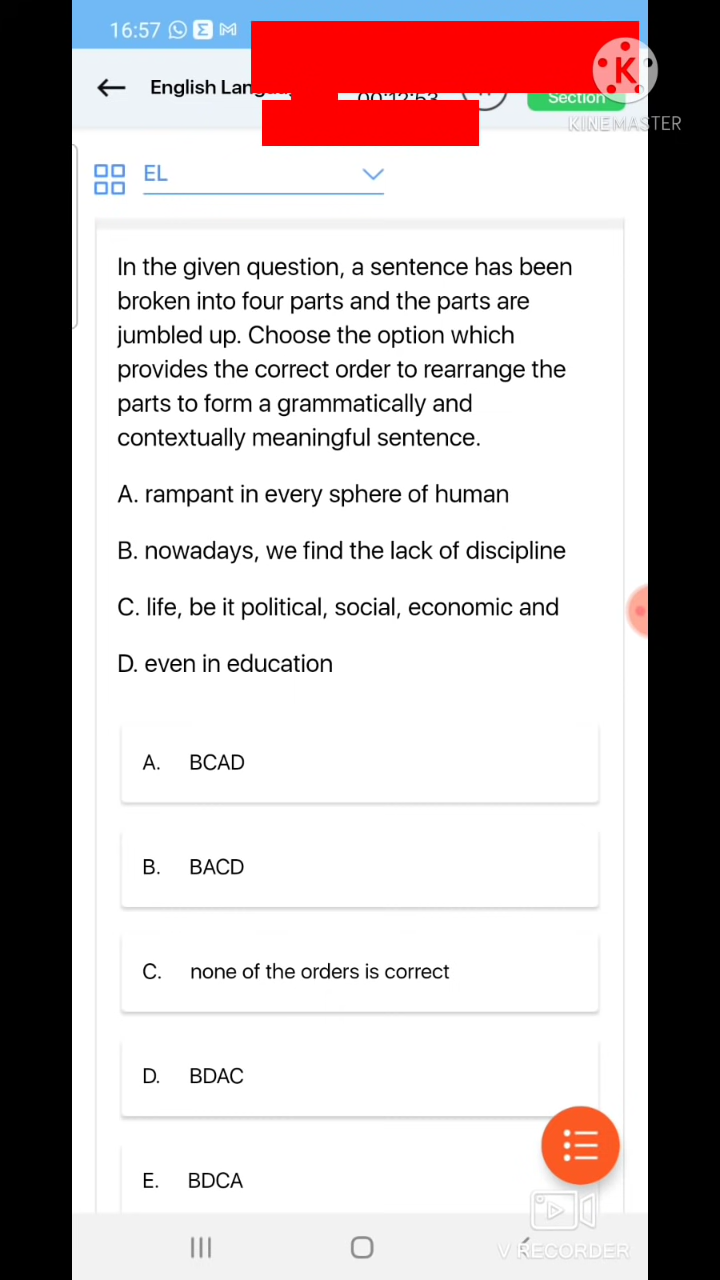 16:57
English Lan
Section
K
KINEMASTER
EL
In the given question, a sentence has been
broken into four parts and the parts are
jumbled up. Choose the option which
provides the correct order to rearrange the
parts to form a grammatically and
contextually meaningful sentence.
A. rampant in every sphere of human
B. nowadays, we find the lack of discipline
C. life, be it political, social, economic and
D. even in education
A. BCAD
B. BACD
C. none of the orders is correct
D. BDAC
E. BDCA
V RECORDER